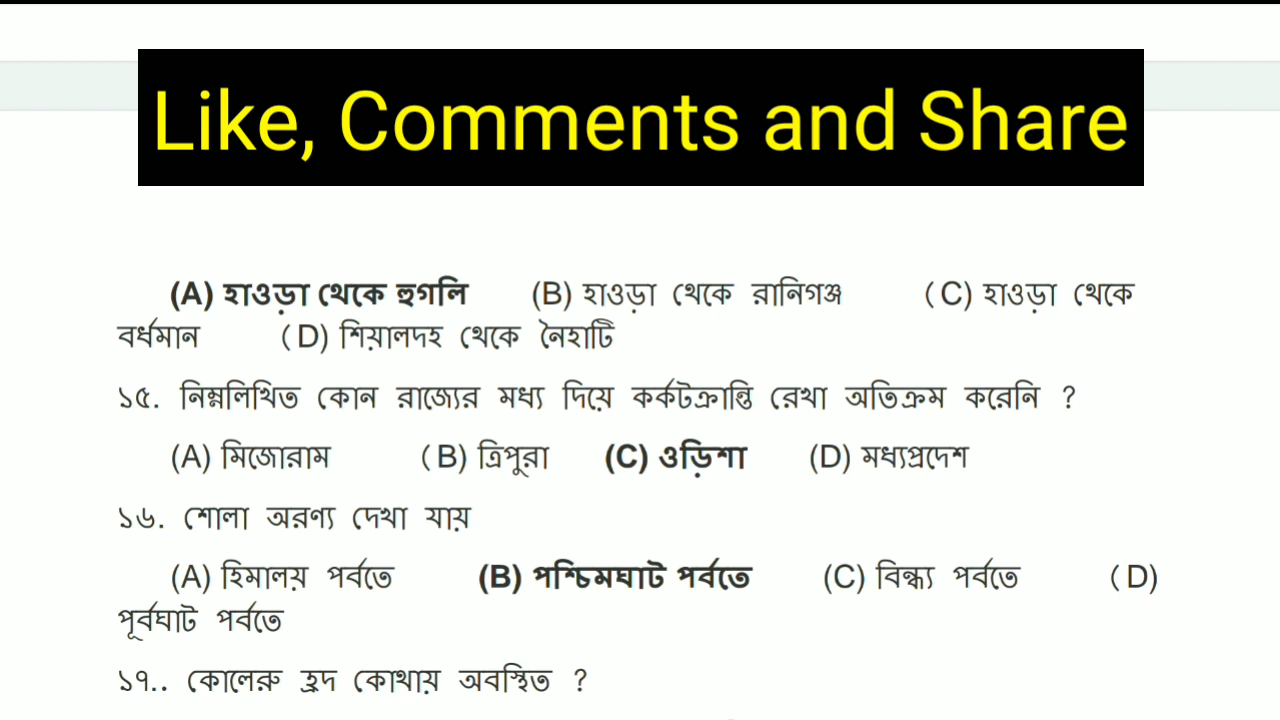 Like, Comments and Share
(A) হাওড়া থেকে হুগলি (B) হাওড়া থেকে রানিগঞ্জ (C) হাওড়া থেকে
বর্ধমান (D) শিয়ালদহ থেকে নৈহাটি
১৫. নিম্নলিখিত কোন রাজ্যের মধ্য দিয়ে কর্কটক্রান্তি রেখা অতিক্রম করেনি ?
(A) মিজোরাম (B) ত্রিপুরা (C) ওড়িশা (D) মধ্যপ্রদেশ
১৬. শোলা অরণ্য দেখা যায়
(A) হিমালয় পর্বতে (B) পশ্চিমঘাট পর্বতে (C) বিন্ধ্য পর্বতে (D)
পূর্বঘাট পর্বতে
১৭.. কোলেরু হ্রদ কোথায় অবস্থিত ?